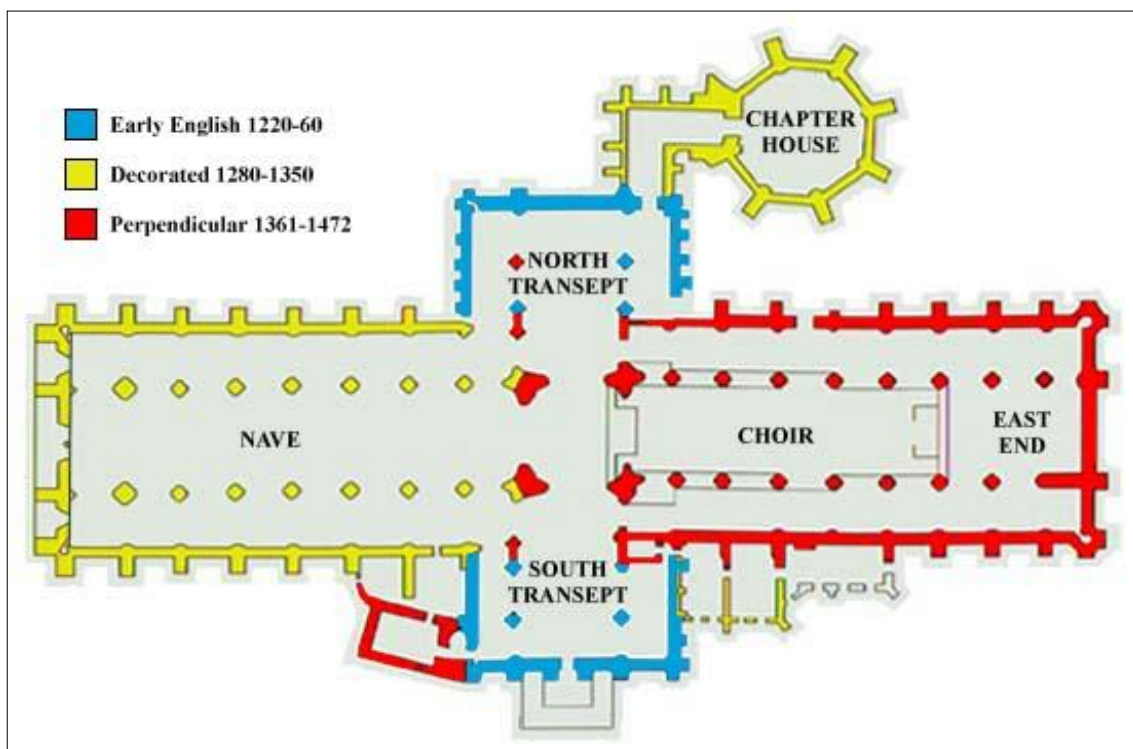 Early English 1220-60
Decorated 1280-1350
Perpendicular 1361-1472
CHAPTER
HOUSE
NORTH
TRANSEPT
NAVE
CHOIR
EAST
END
SOUTH
TRANSEPT